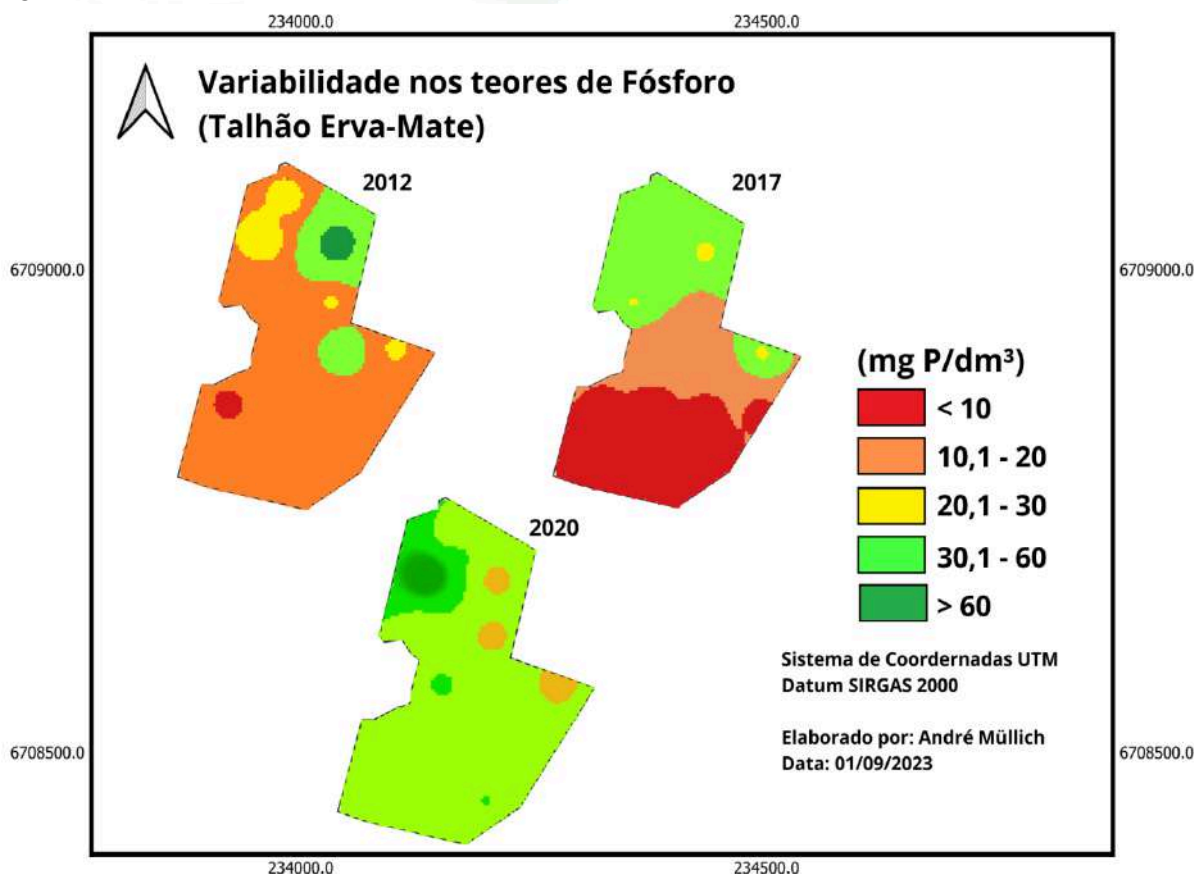 234000.0
234500.0
Variabilidade nos teores de Fósforo
(Talhão Erva-Mate)
2012
2017
6709000.0
6709000.0
(mg P/dm³)
< 10
10,1 - 20
20,1 - 30
30,1 - 60
> 60
2020
Sistema de Coordernadas UTM
Datum SIRGAS 2000
Elaborado por: André Müllich
Data: 01/09/2023
6708500.0
6708500.0
234000.0
234500.0